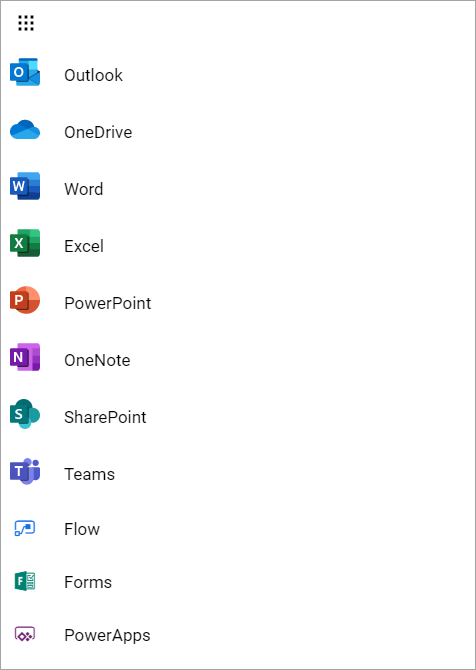 Outlook
OneDrive
Word
Excel
PowerPoint
OneNote
SharePoint
Teams
Flow
Forms
PowerApps